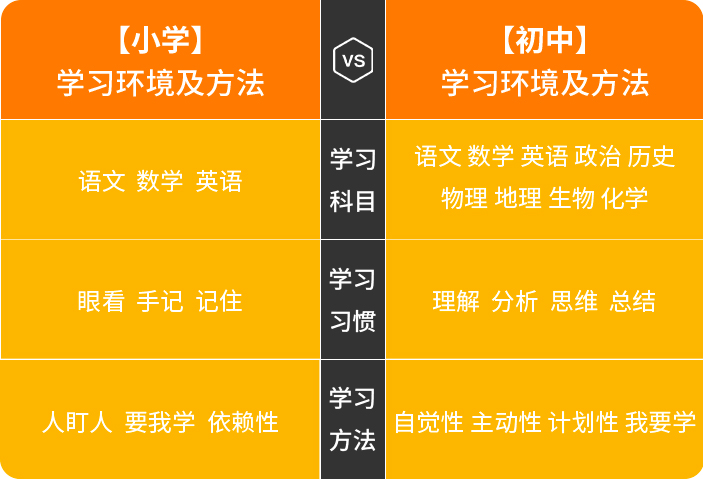 【小学】
学习环境及方法
VS
【初中】
学习环境及方法
语文 数学 英语
学习
科目
语文 数学 英语 政治 历史
物理 地理 生物 化学
眼看 手记 记住
学习
习惯
理解 分析 思维 总结
人盯人 要我学 依赖性
学习
方法
自觉性 主动性 计划性 我要学